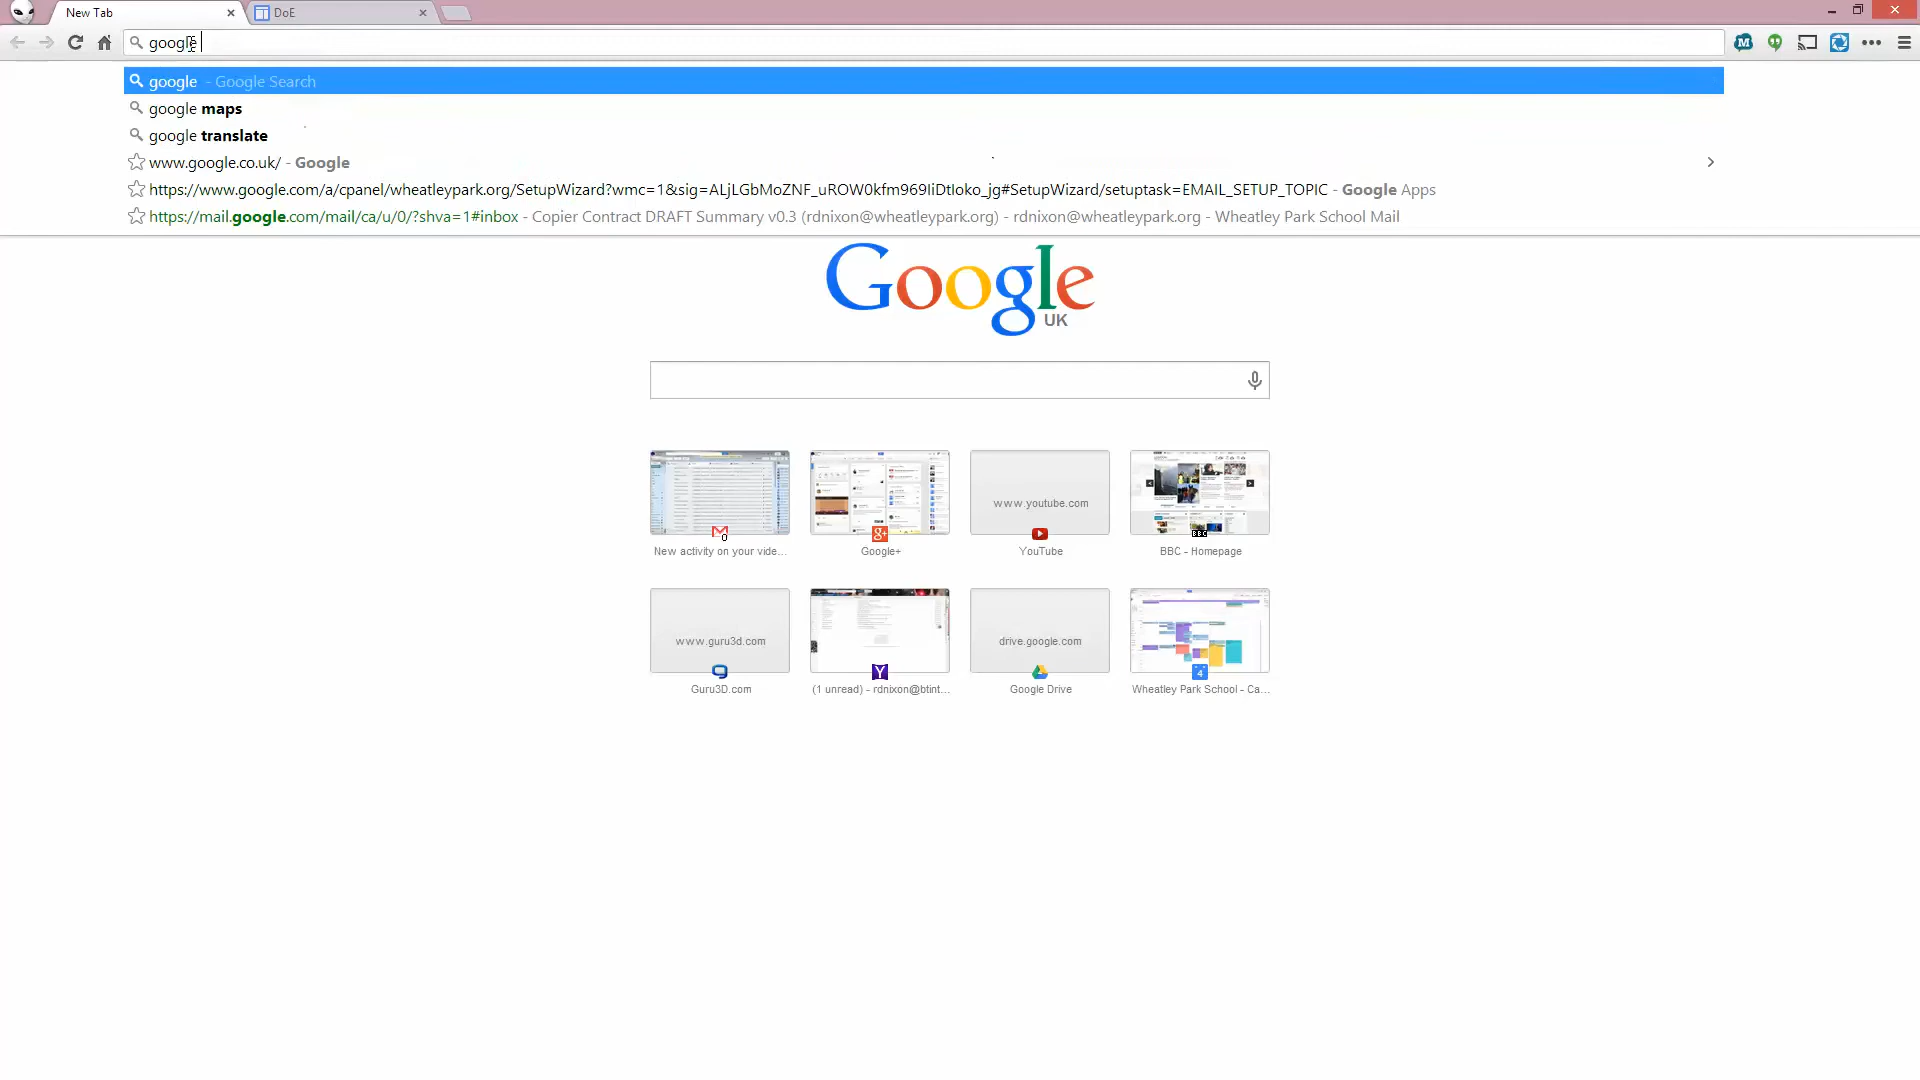 New Tab
DoE
google
google - Google Search
google maps
google translate
www.google.co.uk/ - Google
https://www.google.com/a/cpanel/wheatleypark.org/SetupWizard?wmc=1&sig=ALjLGbMoZNF_uROW0kfm969IiDtIoko_jg#SetupWizard/setuptask=EMAIL_SETUP_TOPIC - Google Apps
https://mail.google.com/mail/ca/u/0/?shva=1#inbox - Copier Contract DRAFT Summary v0.3 (rdnixon@wheatleypark.org) - rdnixon@wheatleypark.org - Wheatley Park School Mail
Google
UK
www.youtube.com
New activity on your vide...
Google+
YouTube
BBC - Homepage
www.guru3d.com
drive.google.com
Guru3D.com
(1 unread) - rdnixon@btint...
Google Drive
Wheatley Park School - Ca...